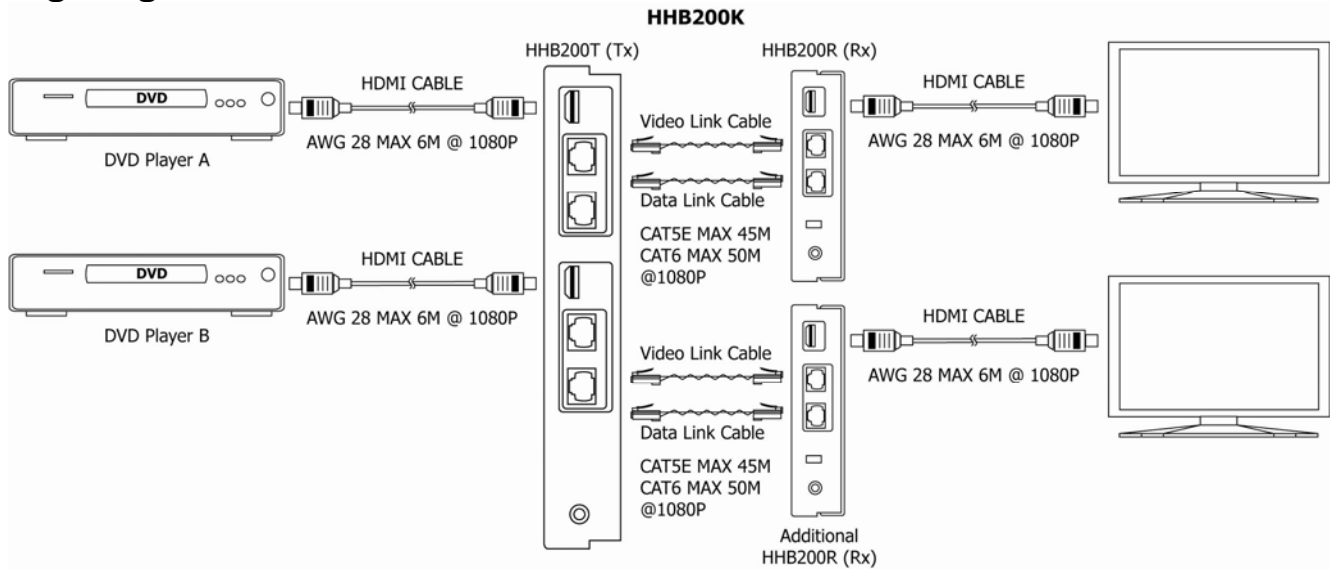 HHB200K
HHB200T (Tx)
HHB200R (Rx)
DVD
HDMI CABLE
AWG 28 MAX 6M @ 1080P
DVD Player A
Video Link Cable
Data Link Cable
CAT5E MAX 45M
CAT6 MAX 50M
@1080P
HDMI CABLE
AWG 28 MAX 6M @ 1080P
DVD
HDMI CABLE
AWG 28 MAX 6M @ 1080P
DVD Player B
Video Link Cable
Data Link Cable
CAT5E MAX 45M
CAT6 MAX 50M
@1080P
HDMI CABLE
AWG 28 MAX 6M @ 1080P
Additional
HHB200R (Rx)